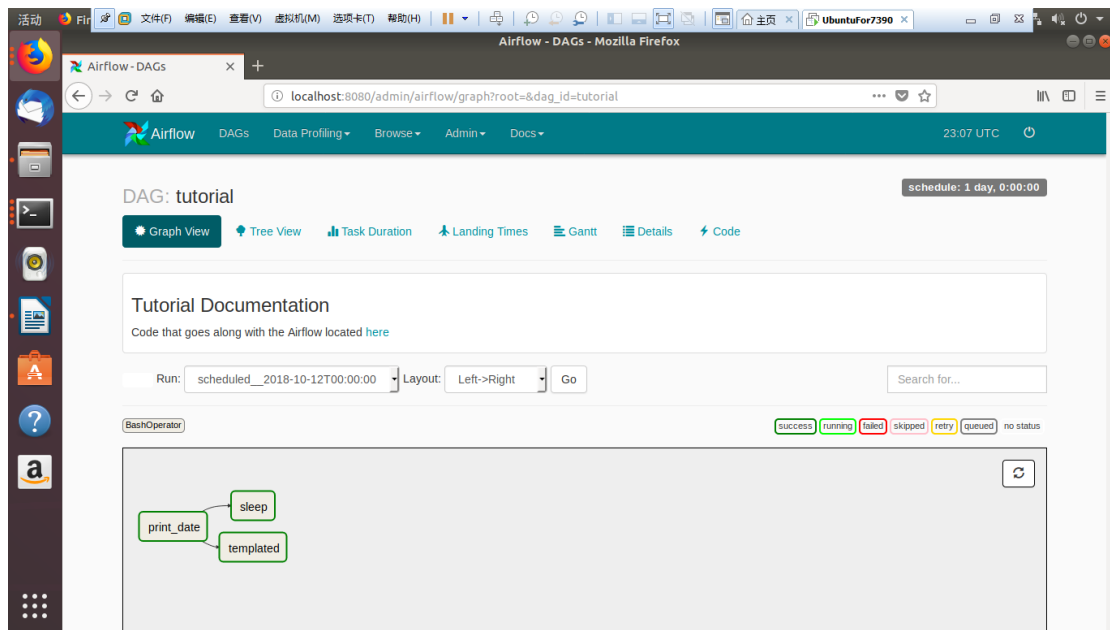 活动 Fir 文件(F) 编辑(E) 查看(V) 虚拟机(M) 选项卡(T) 帮助(H) 主页 UbuntuFor7390
Airflow - DAGs - Mozilla Firefox
Airflow - DAGs
localhost:8080/admin/airflow/graph?root=&dag_id=tutorial
Airflow DAGs Data Profiling Browse Admin Docs 23:07 UTC
DAG: tutorial schedule: 1 day, 0:00:00
Graph View Tree View Task Duration Landing Times Gantt Details Code
Tutorial Documentation
Code that goes along with the Airflow located here
Run: scheduled__2018-10-12T00:00:00 Layout: Left->Right Go Search for...
BashOperator success running failed skipped retry queued no status
sleep
print_date
templated